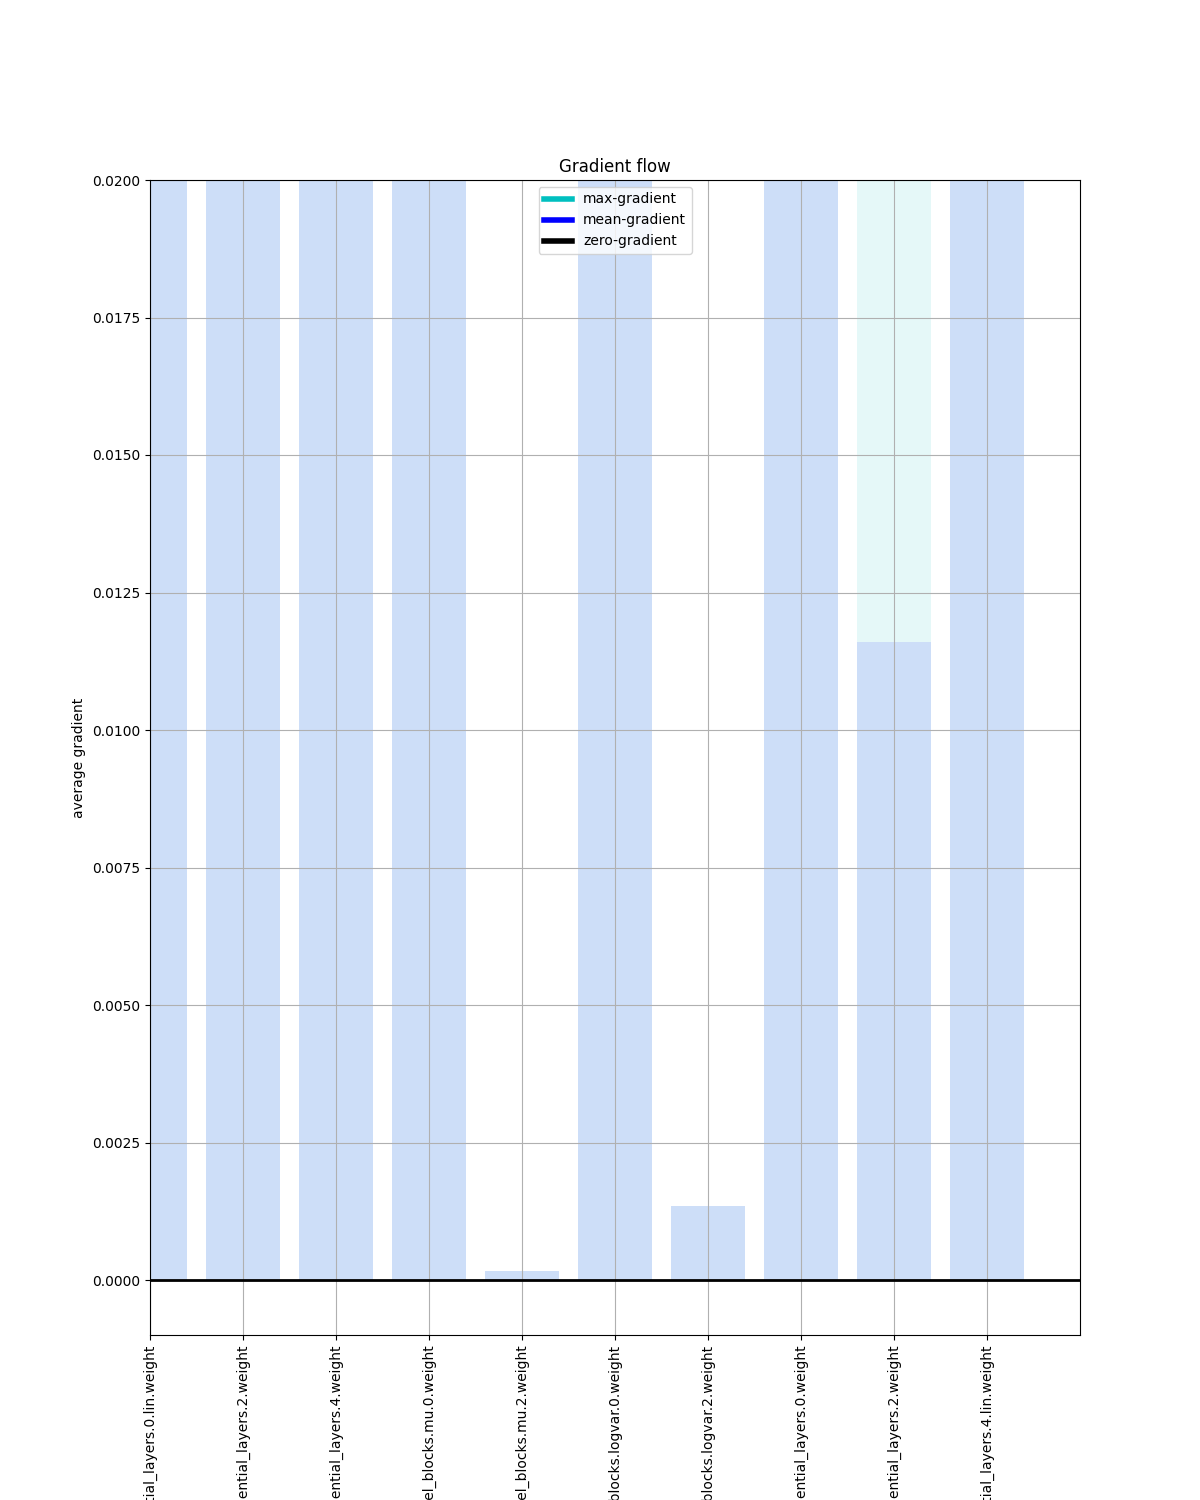 Gradient flow
max-gradient
mean-gradient
zero-gradient
0.0200
0.0175
0.0150
0.0125
0.0100
0.0075
0.0050
0.0025
0.0000
average gradient
tial_layers.0.lin.weight
ential_layers.2.weight
ential_layers.4.weight
el_blocks.mu.0.weight
el_blocks.mu.2.weight
blocks.logvar.0.weight
blocks.logvar.2.weight
ential_layers.0.weight
ential_layers.2.weight
tial_layers.4.lin.weight